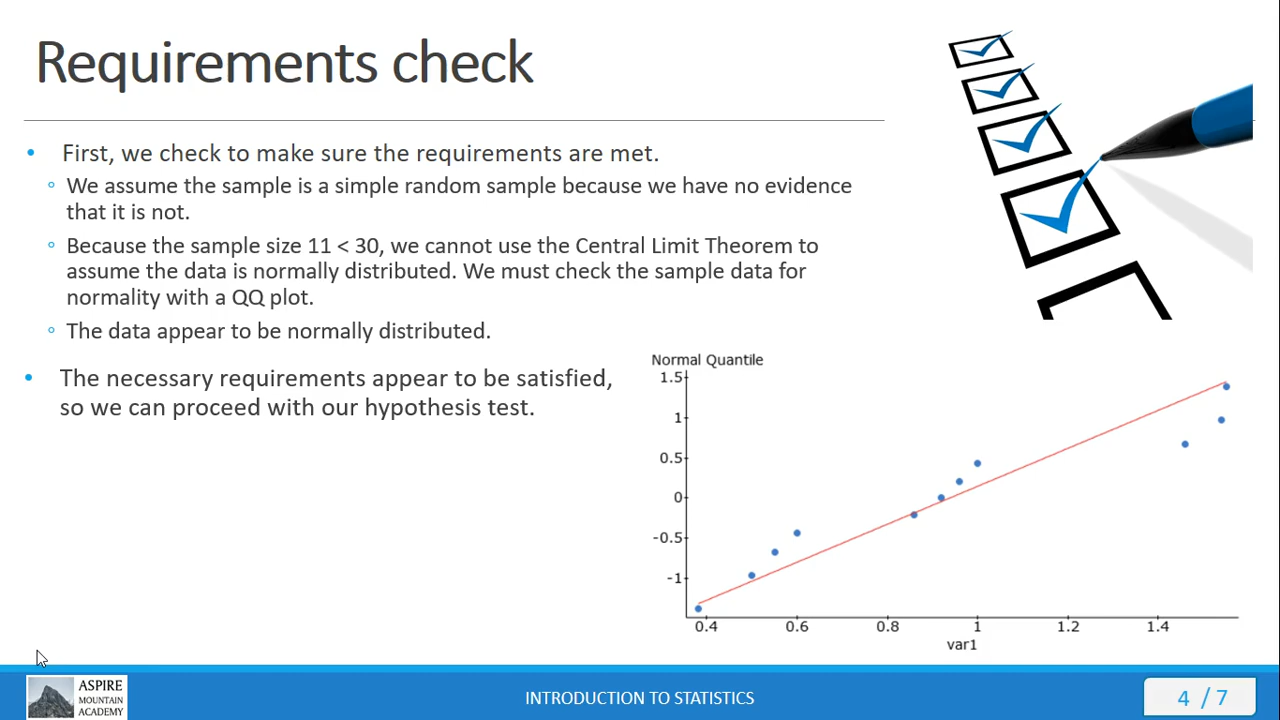 Requirements check
• First, we check to make sure the requirements are met.
◦ We assume the sample is a simple random sample because we have no evidence
that it is not.
◦ Because the sample size 11 < 30, we cannot use the Central Limit Theorem to
assume the data is normally distributed. We must check the sample data for
normality with a QQ plot.
◦ The data appear to be normally distributed.
• The necessary requirements appear to be satisfied,
so we can proceed with our hypothesis test.
Normal Quantile
1.5
1
0.5
0
-0.5
-1
0.4 0.6 0.8 1 1.2 1.4
var1
ASPIRE
MOUNTAIN
ACADEMY
INTRODUCTION TO STATISTICS
4 / 7